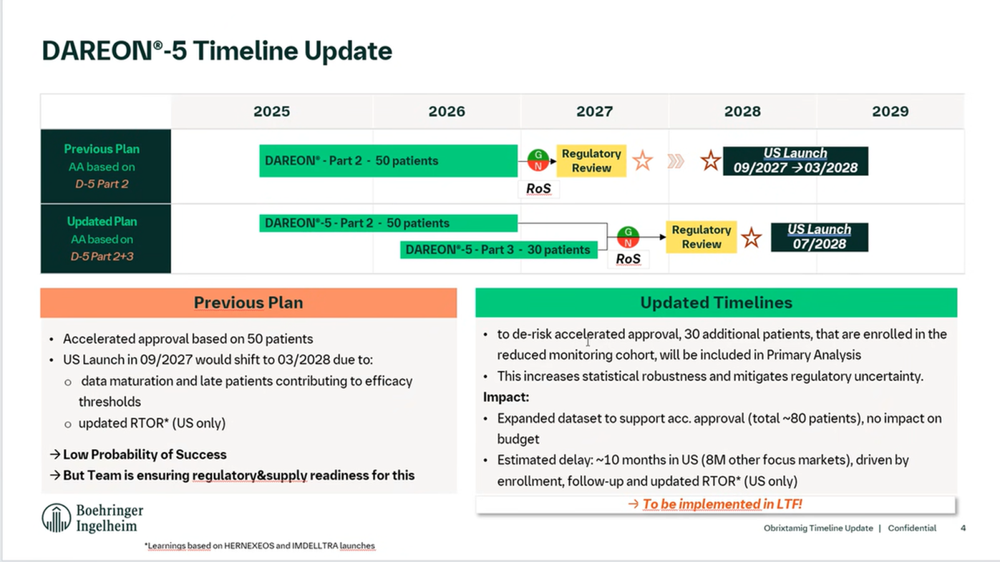 DAREON®-5 Timeline Update
2025
2026
2027
2028
2029
Previous Plan
AA based on
D-5 Part 2
DAREON® - Part 2 - 50 patients
G
N
RoS
Regulatory
Review
US Launch
09/2027 →03/2028
Updated Plan
AA based on
D-5 Part 2+3
DAREON®-5 - Part 2 - 50 patients
DAREON®-5 - Part 3 - 30 patients
G
N
RoS
Regulatory
Review
US Launch
07/2028
Previous Plan
• Accelerated approval based on 50 patients
• US Launch in 09/2027 would shift to 03/2028 due to:
o data maturation and late patients contributing to efficacy
thresholds
o updated RTOR* (US only)
→ Low Probability of Success
→ But Team is ensuring regulatory&supply readiness for this
Updated Timelines
• to de-risk accelerated approval, 30 additional patients, that are enrolled in the
reduced monitoring cohort, will be included in Primary Analysis
• This increases statistical robustness and mitigates regulatory uncertainty.
Impact:
• Expanded dataset to support acc. approval (total ~80 patients), no impact on
budget
• Estimated delay: ~10 months in US (8M other focus markets), driven by
enrollment, follow-up and updated RTOR* (US only)
→ To be implemented in LTF!
Boehringer
Ingelheim
*Learnings based on HERNEXEOS and IMDELLTRA launches
Obrixtamig Timeline Update | Confidential 4